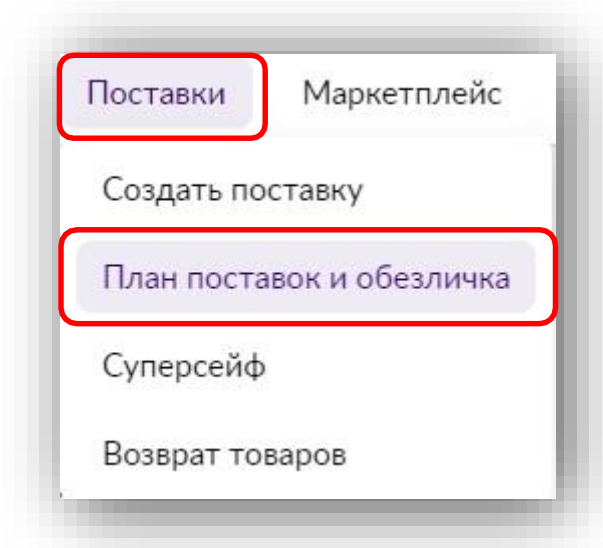 Поставки Маркетплейс
Создать поставку
План поставок и обезличка
Суперсейф
Возврат товаров